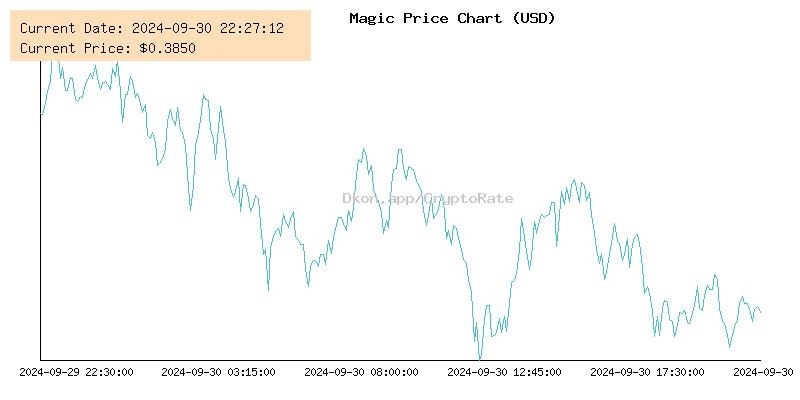 Magic Price Chart (USD)
Current Date: 2024-09-30 22:27:12
Current Price: $0.3850
Dkon.app/CryptoRate
2024-09-29 22:30:00 2024-09-30 03:15:00 2024-09-30 08:00:00 2024-09-30 12:45:00 2024-09-30 17:30:00 2024-09-30